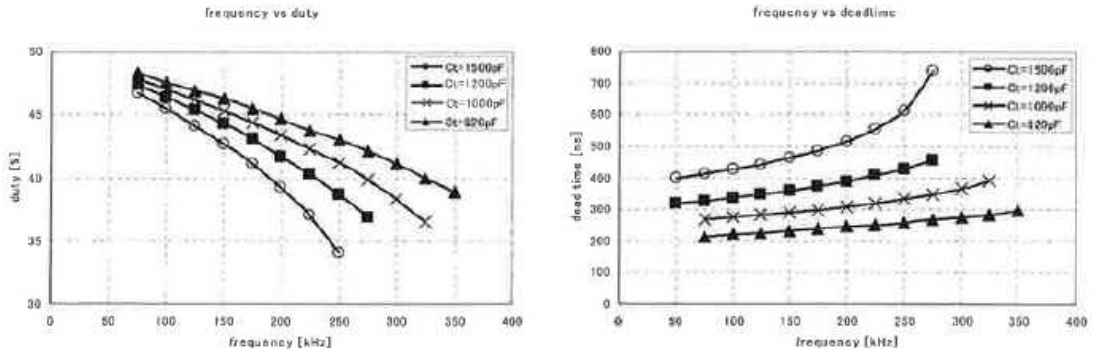 frequency vs duty
50
45
40
35
30
duty [%]
0 50 100 150 200 250 300 350 400
frequency [kHz]
Ct=1500pF
Ct=1200pF
Ct=1000pF
Ct=820pF
frequency vs deadtime
800
700
600
500
400
300
200
100
0
dead time [ns]
0 50 100 150 200 250 300 350 400
frequency [kHz]
Ct=1500pF
Ct=1200pF
Ct=1000pF
Ct=820pF